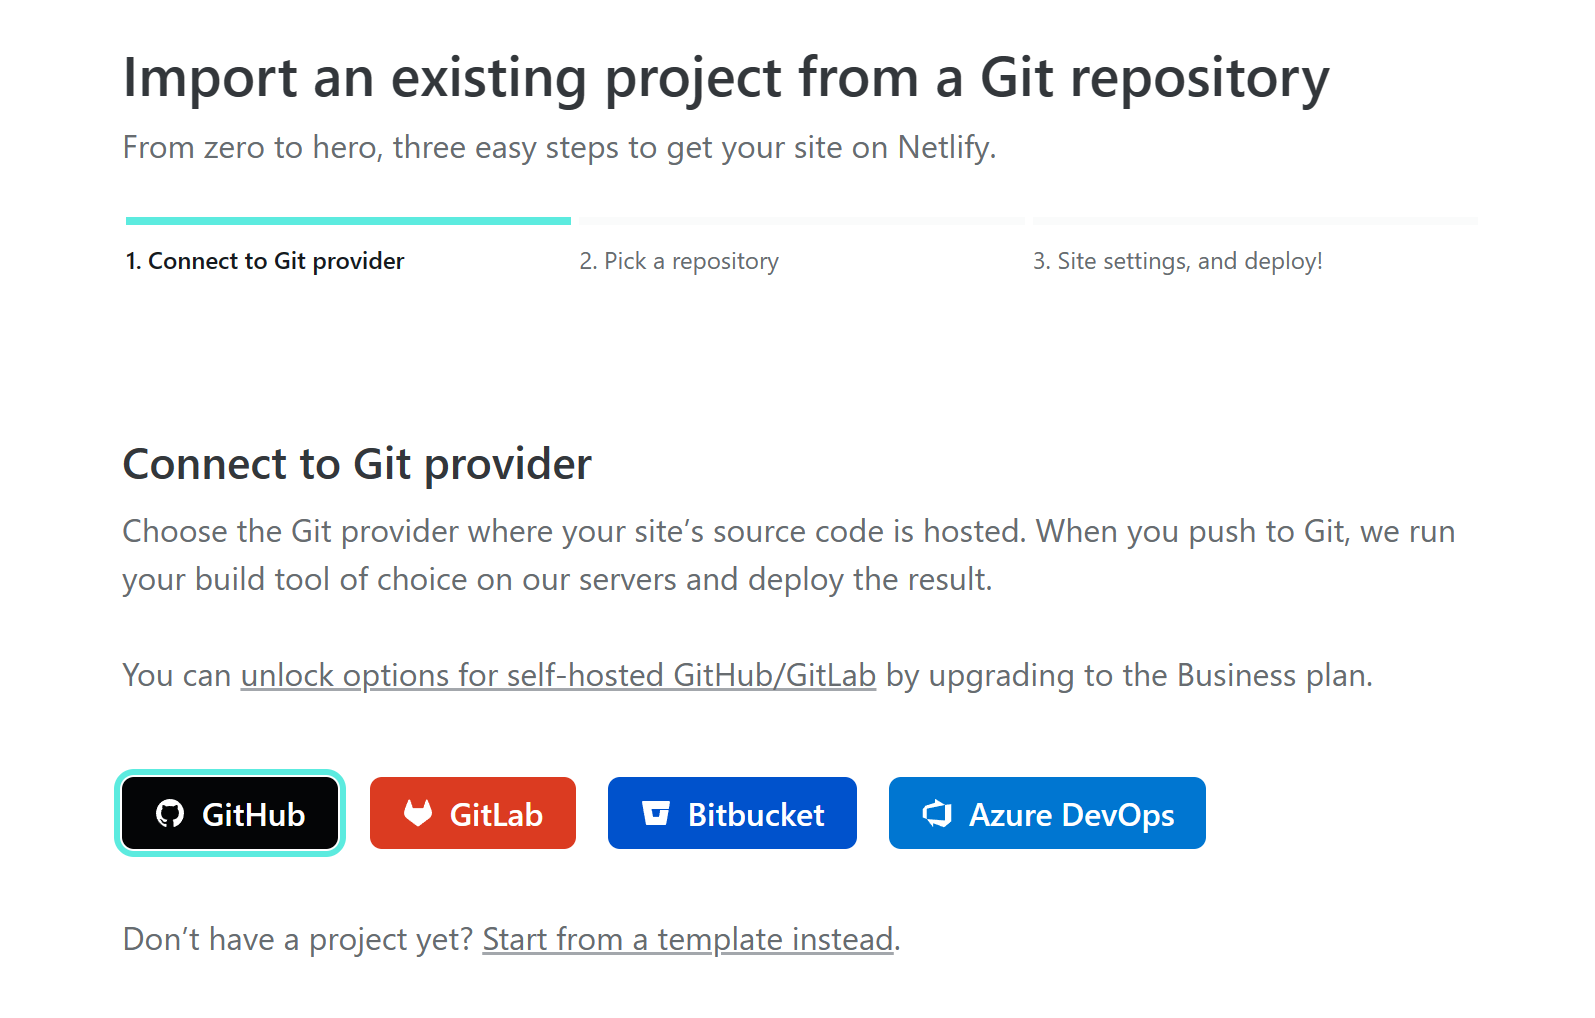 Import an existing project from a Git repository
From zero to hero, three easy steps to get your site on Netlify.
1. Connect to Git provider
2. Pick a repository
3. Site settings, and deploy!
Connect to Git provider
Choose the Git provider where your site’s source code is hosted. When you push to Git, we run
your build tool of choice on our servers and deploy the result.
You can unlock options for self-hosted GitHub/GitLab by upgrading to the Business plan.
GitHub
GitLab
Bitbucket
Azure DevOps
Don’t have a project yet? Start from a template instead.